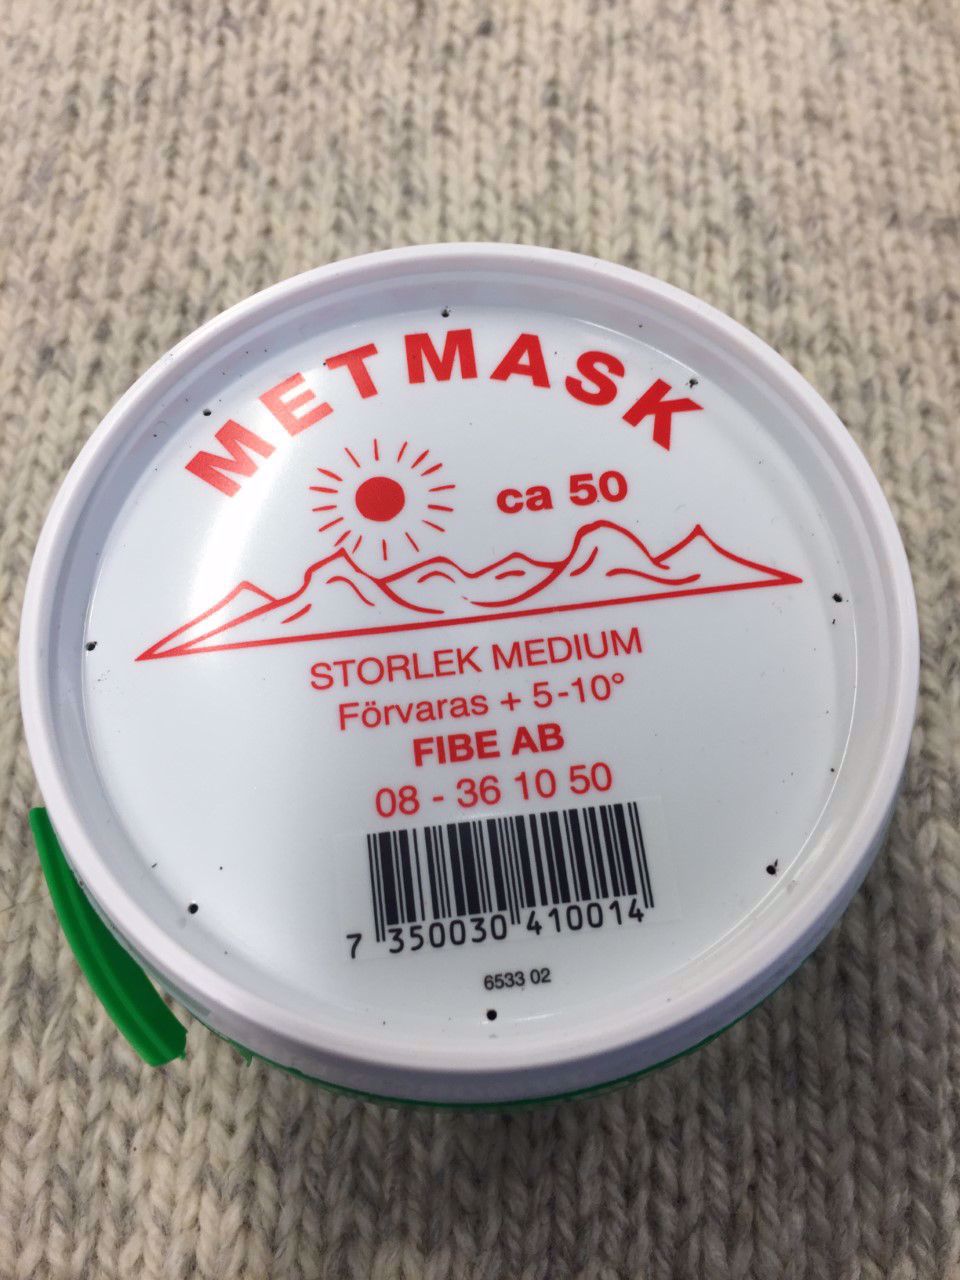 METMASK
ca 50
STORLEK MEDIUM
Förvaras + 5-10°
FIBE AB
08 - 36 10 50
7 350030 410014
6533 02